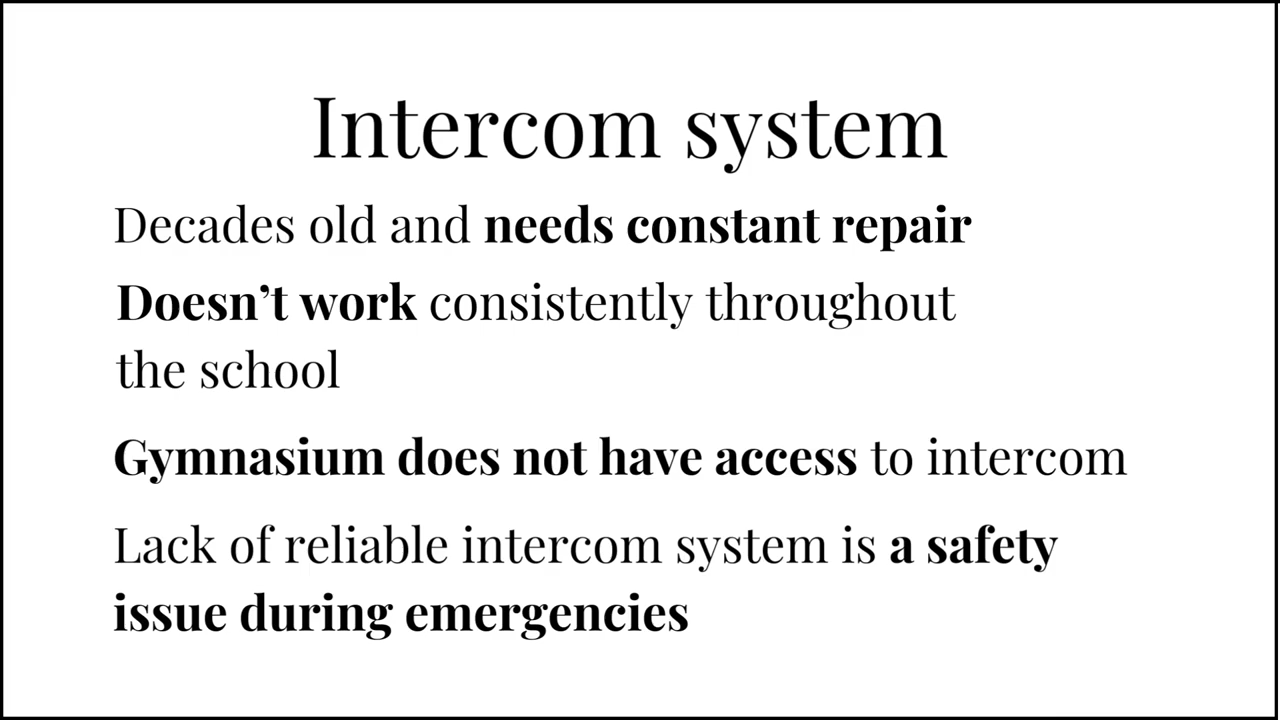 Intercom system
Decades old and needs constant repair
Doesn’t work consistently throughout
the school
Gymnasium does not have access to intercom
Lack of reliable intercom system is a safety
issue during emergencies